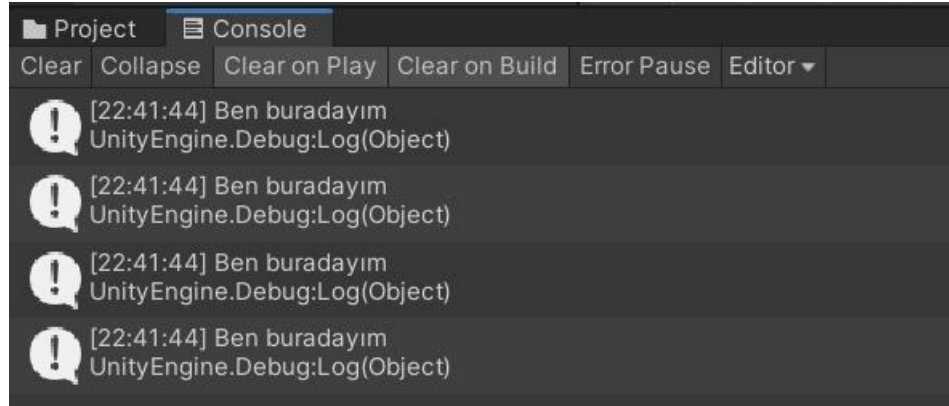 Project Console
Clear Collapse Clear on Play Clear on Build Error Pause Editor
[22:41:44] Ben buradayım
UnityEngine.Debug:Log(Object)
[22:41:44] Ben buradayım
UnityEngine.Debug:Log(Object)
[22:41:44] Ben buradayım
UnityEngine.Debug:Log(Object)
[22:41:44] Ben buradayım
UnityEngine.Debug:Log(Object)